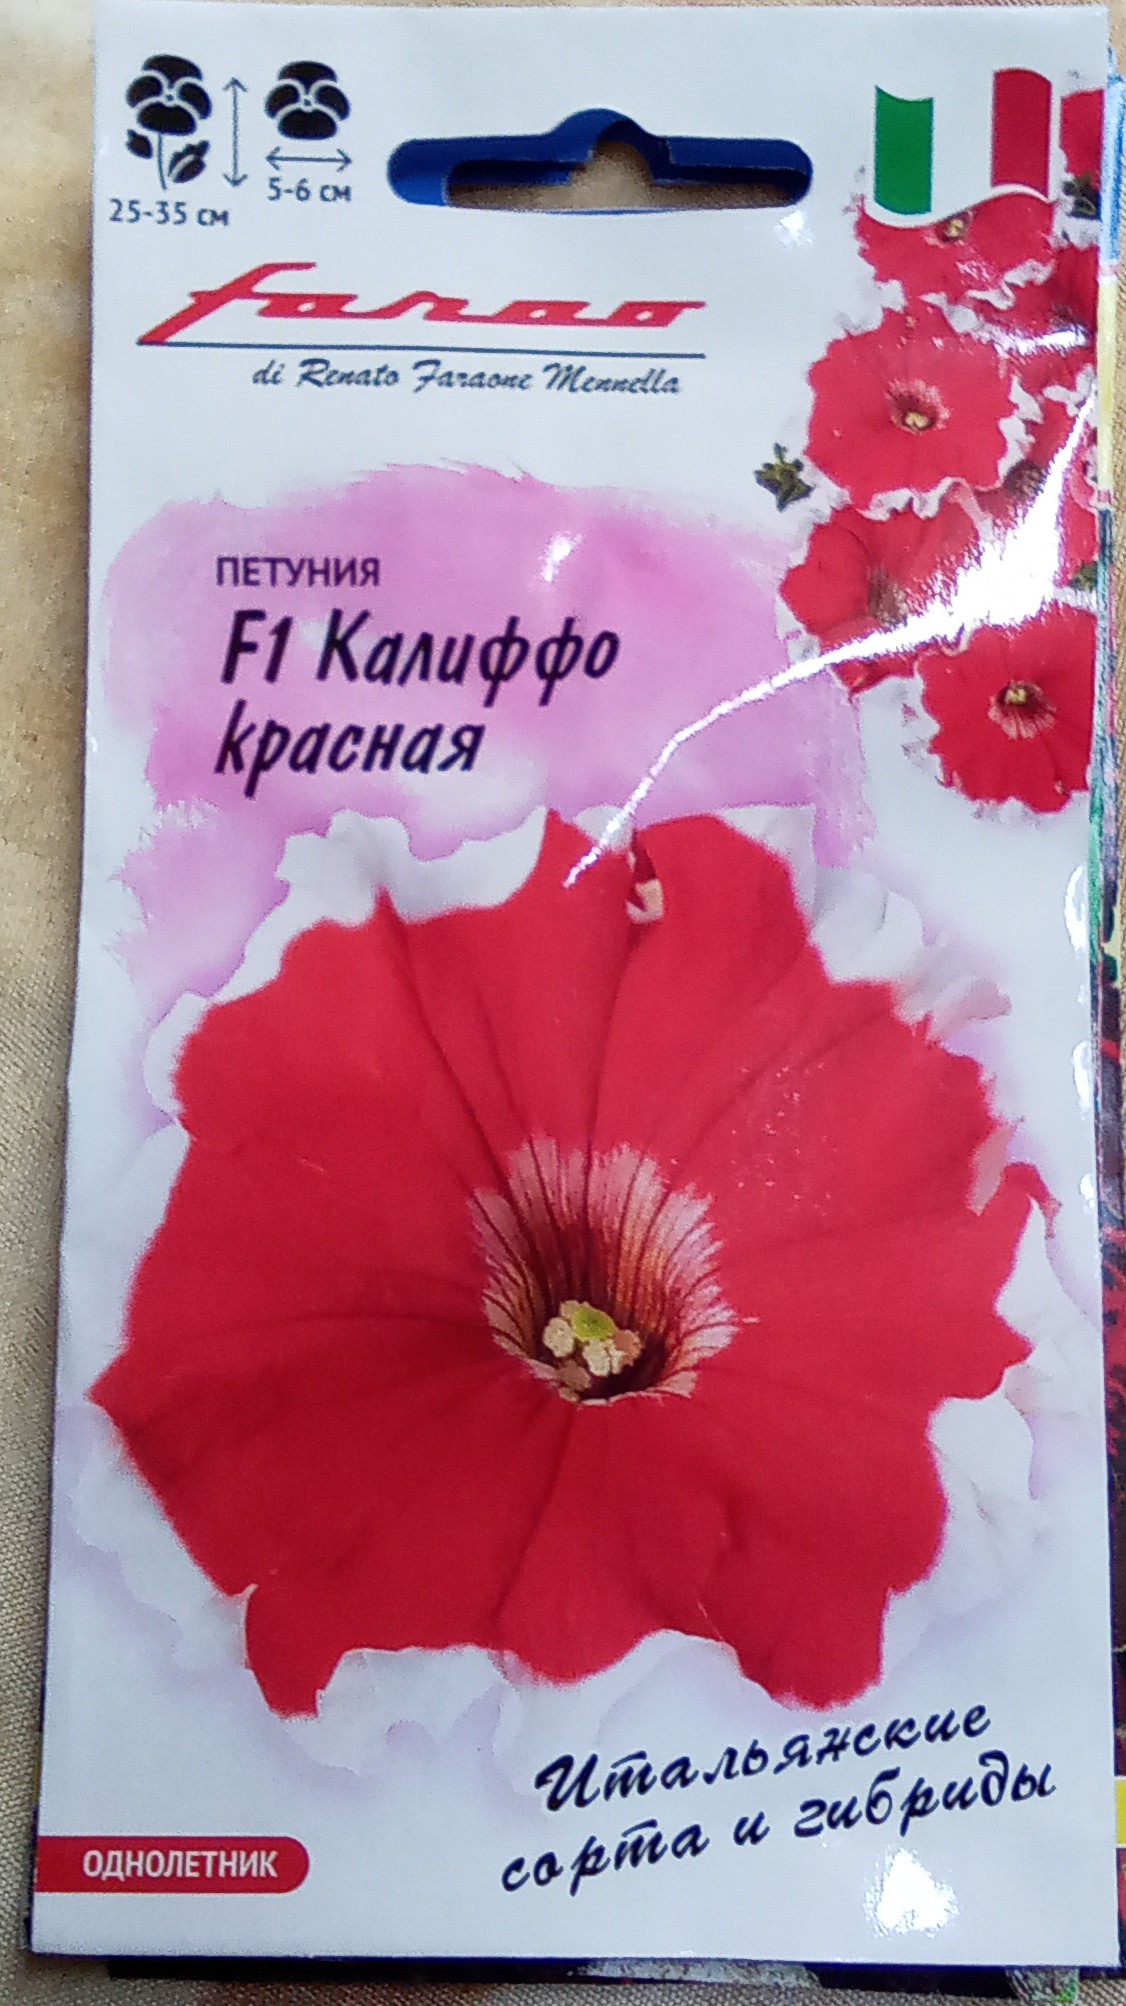 25-35 см
5-6 см
farao
di Renato Faraone Mennella
ПЕТУНИЯ
F1 Калиффо
красная
Итальянские
сорта и гибриды
ОДНОЛЕТНИК